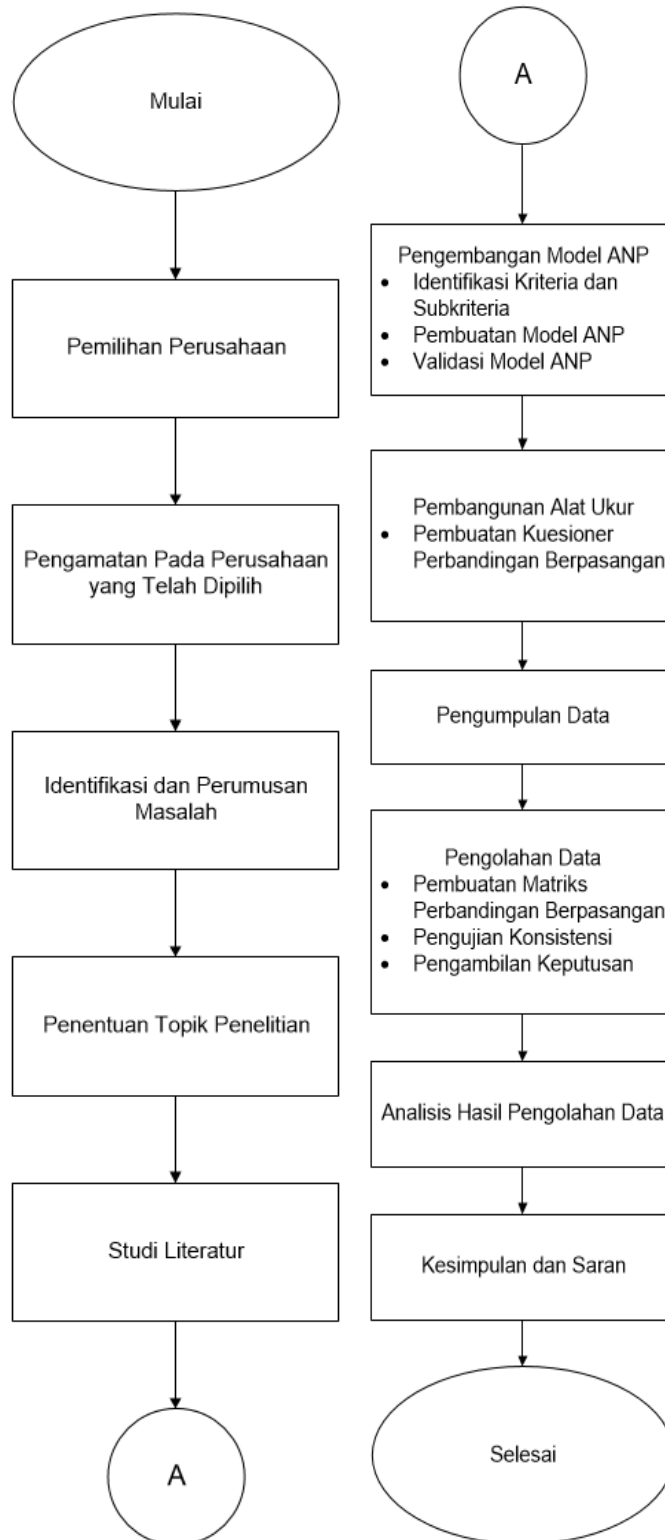 Mulai
Pemilihan Perusahaan
Pengamatan Pada Perusahaan
yang Telah Dipilih
Identifikasi dan Perumusan
Masalah
Penentuan Topik Penelitian
Studi Literatur
A
A
Pengembangan Model ANP
• Identifikasi Kriteria dan
Subkriteria
• Pembuatan Model ANP
• Validasi Model ANP
Pembangunan Alat Ukur
• Pembuatan Kuesioner
Perbandingan Berpasangan
Pengumpulan Data
Pengolahan Data
• Pembuatan Matriks
Perbandingan Berpasangan
• Pengujian Konsistensi
• Pengambilan Keputusan
Analisis Hasil Pengolahan Data
Kesimpulan dan Saran
Selesai